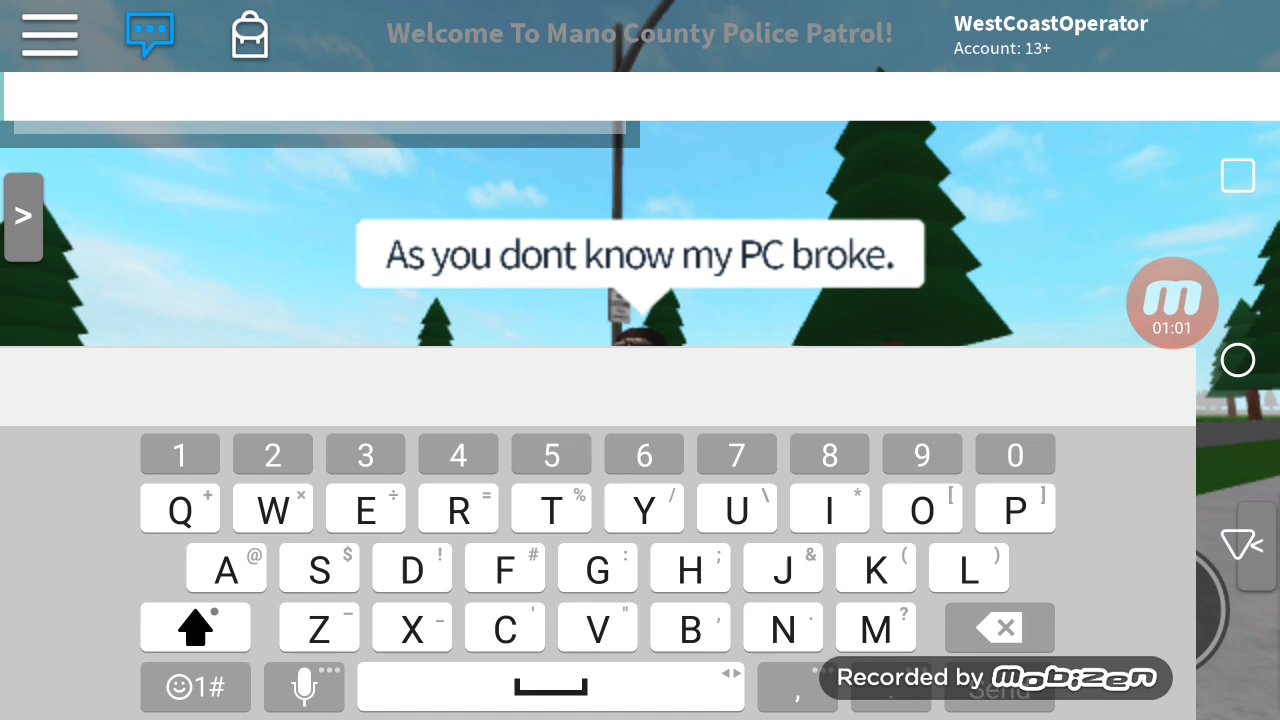 Welcome To Mano County Police Patrol!
WestCoastOperator
Account: 13+
>
As you dont know my PC broke.
m
01:01
1 2 3 4 5 6 7 8 9 0
Q + W × E ÷ R = T % Y / U \ I * O [ P ]
A @ S $ D ! F # G : H ; J & K ( L )
Z - X _ C ' V " B , N . M ?
<
☺1# , . Send
Recorded by mobizen